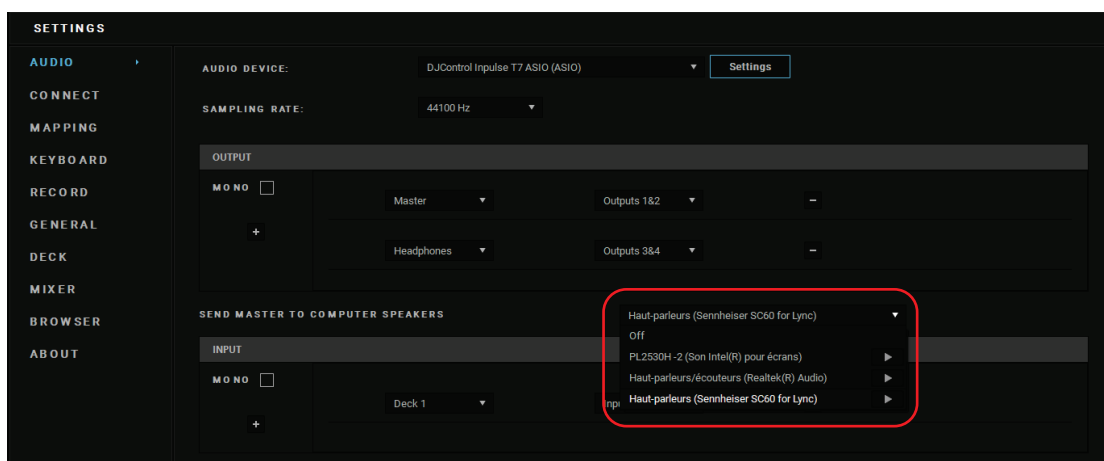 SETTINGS
AUDIO
CONNECT
MAPPING
KEYBOARD
RECORD
GENERAL
DECK
MIXER
BROWSER
ABOUT
AUDIO DEVICE: DJControl Inpulse T7 ASIO (ASIO) Settings
SAMPLING RATE: 44100 Hz
OUTPUT
MONO
Master Outputs 1&2 −
+
Headphones Outputs 3&4 −
SEND MASTER TO COMPUTER SPEAKERS Haut-parleurs (Sennheiser SC60 for Lync)
Off
PL2530H -2 (Son Intel(R) pour écrans)
Haut-parleurs/écouteurs (Realtek(R) Audio)
Haut-parleurs (Sennheiser SC60 for Lync)
INPUT
MONO
Deck 1
+